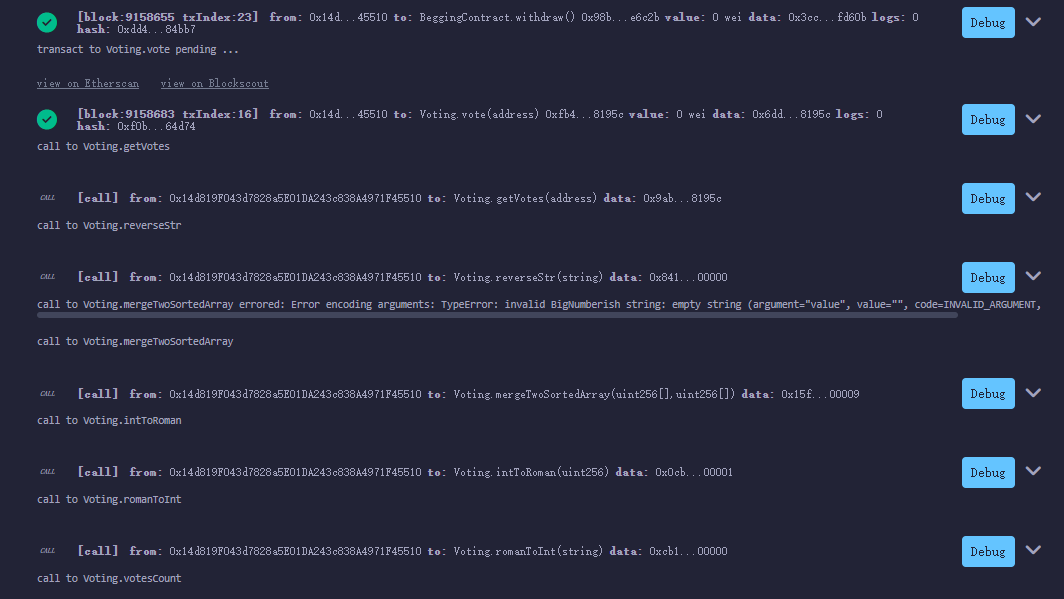 [block:9158655 txIndex:23] from: 0x14d...45510 to: BeggingContract.withdraw() 0x98b...e6c2b value: 0 wei data: 0x3cc...fd60b logs: 0
hash: 0xdd4...84bb7
Debug
transact to Voting.vote pending ...
view on Etherscan view on Blockscout
[block:9158683 txIndex:16] from: 0x14d...45510 to: Voting.vote(address) 0xfb4...8195c value: 0 wei data: 0x6dd...8195c logs: 0
hash: 0xf0b...64d74
Debug
call to Voting.getVotes
CALL [call] from: 0x14d819F043d7828a5E01DA243c838A4971F45510 to: Voting.getVotes(address) data: 0x9ab...8195c Debug
call to Voting.reverseStr
CALL [call] from: 0x14d819F043d7828a5E01DA243c838A4971F45510 to: Voting.reverseStr(string) data: 0x841...00000 Debug
call to Voting.mergeTwoSortedArray errored: Error encoding arguments: TypeError: invalid BigNumberish string: empty string (argument="value", value="", code=INVALID_ARGUMENT,
call to Voting.mergeTwoSortedArray
CALL [call] from: 0x14d819F043d7828a5E01DA243c838A4971F45510 to: Voting.mergeTwoSortedArray(uint256[],uint256[]) data: 0x15f...00009 Debug
call to Voting.intToRoman
CALL [call] from: 0x14d819F043d7828a5E01DA243c838A4971F45510 to: Voting.intToRoman(uint256) data: 0x0cb...00001 Debug
call to Voting.romanToInt
CALL [call] from: 0x14d819F043d7828a5E01DA243c838A4971F45510 to: Voting.romanToInt(string) data: 0xcb1...00000 Debug
call to Voting.votesCount